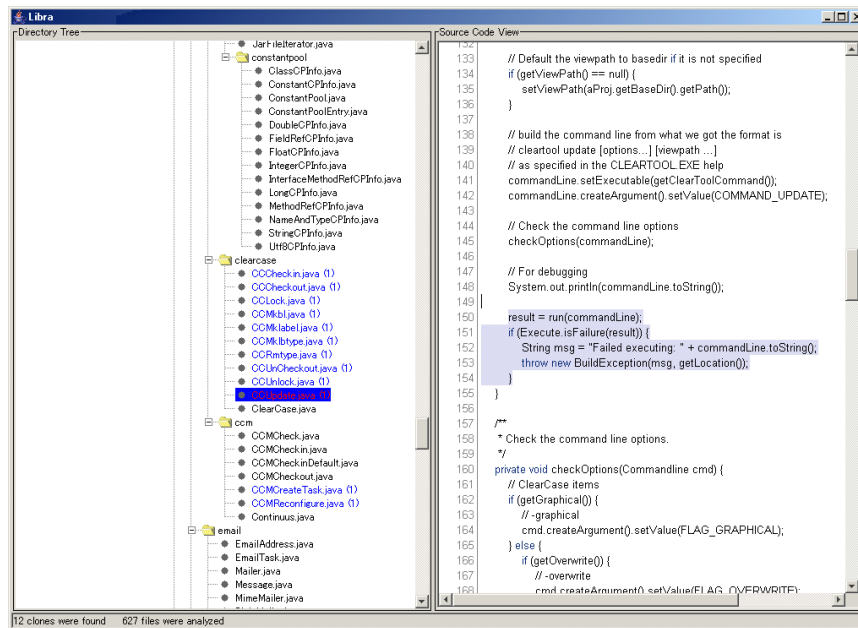 Libra
Directory Tree
JarFileIterator.java
constantpool
ClassCPInfo.java
ConstantCPInfo.java
ConstantPool.java
ConstantPoolEntry.java
DoubleCPInfo.java
FieldRefCPInfo.java
FloatCPInfo.java
IntegerCPInfo.java
InterfaceMethodRefCPInfo.java
LongCPInfo.java
MethodRefCPInfo.java
NameAndTypeCPInfo.java
StringCPInfo.java
Utf8CPInfo.java
clearcase
CCCheckin.java (1)
CCCheckout.java (1)
CCLock.java (1)
CCMkbl.java (1)
CCMklabel.java (1)
CCMklbtype.java (1)
CCRmtype.java (1)
CCUnCheckout.java (1)
CCUnlock.java (1)
CCUpdate.java (1)
ClearCase.java
ccm
CCMCheck.java
CCMCheckin.java
CCMCheckinDefault.java
CCMCheckout.java
CCMCreateTask.java (1)
CCMReconfigure.java (1)
Continuus.java
email
EmailAddress.java
EmailTask.java
Mailer.java
Message.java
MimeMailer.java
Source Code View
132
133 // Default the viewpath to basedir if it is not specified
134 if (getViewPath() == null) {
135 setViewPath(aProj.getBaseDir().getPath());
136 }
137
138 // build the command line from what we got the format is
139 // cleartool update [options...] [viewpath ...]
140 // as specified in the CLEARTOOL.EXE help
141 commandLine.setExecutable(getClearToolCommand());
142 commandLine.createArgument().setValue(COMMAND_UPDATE);
143
144 // Check the command line options
145 checkOptions(commandLine);
146
147 // For debugging
148 System.out.println(commandLine.toString());
149
150 result = run(commandLine);
151 if (Execute.isFailure(result)) {
152 String msg = "Failed executing: " + commandLine.toString();
153 throw new BuildException(msg, getLocation());
154 }
155 }
156
157 /**
158 * Check the command line options.
159 */
160 private void checkOptions(Commandline cmd) {
161 // ClearCase items
162 if (getGraphical()) {
163 // -graphical
164 cmd.createArgument().setValue(FLAG_GRAPHICAL);
165 } else {
166 if (getOverwrite()) {
167 // -overwrite
168 cmd.createArgument().setValue(FLAG_OVERWRITE);
12 clones were found 627 files were analyzed